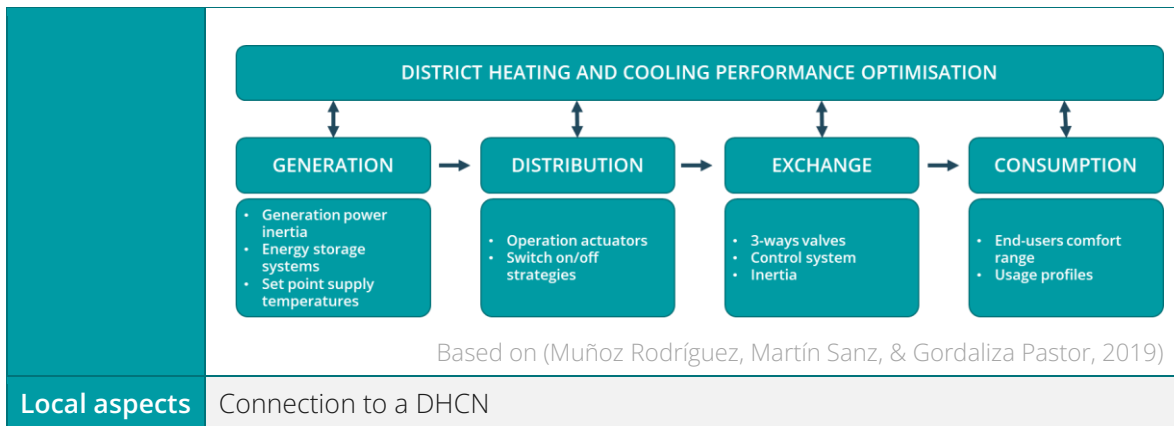 DISTRICT HEATING AND COOLING PERFORMANCE OPTIMISATION
GENERATION
DISTRIBUTION
EXCHANGE
CONSUMPTION
• Generation power
inertia
• Energy storage
systems
• Set point supply
temperatures
• Operation actuators
• Switch on/off
strategies
• 3-ways valves
• Control system
• Inertia
• End-users comfort
range
• Usage profiles
Based on (Muñoz Rodríguez, Martín Sanz, & Gordaliza Pastor, 2019)
Local aspects
Connection to a DHCN